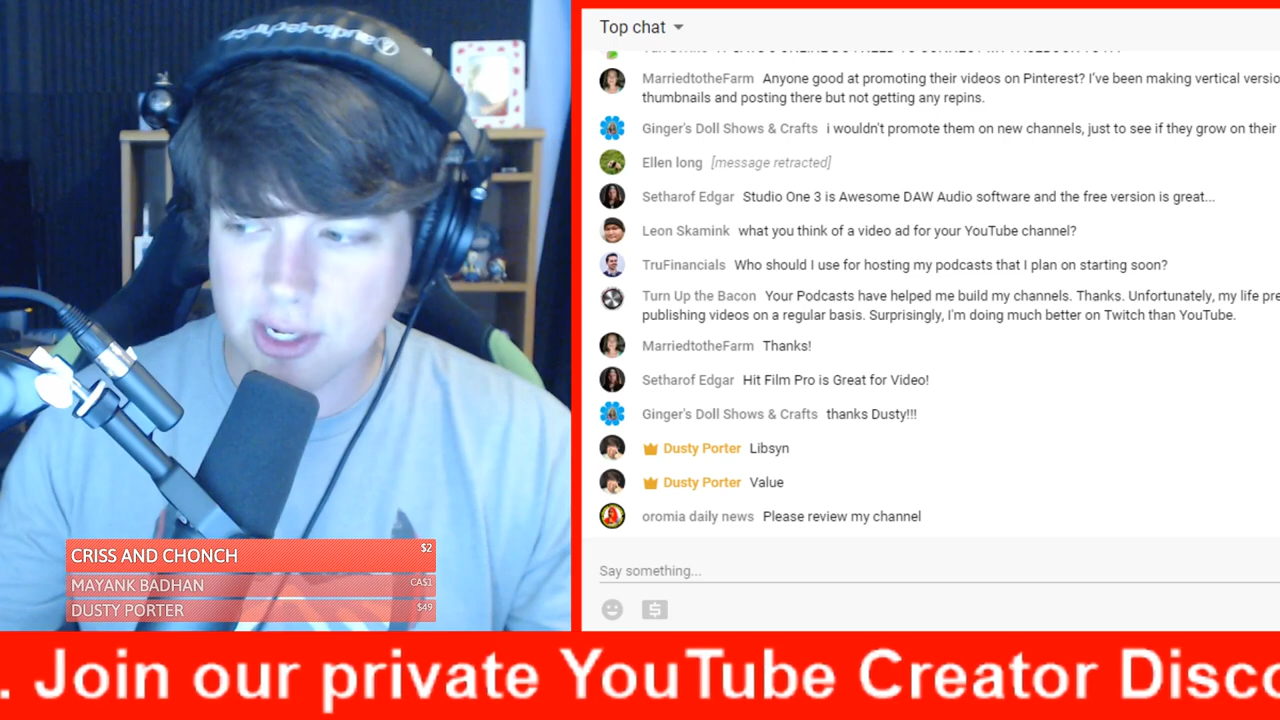 audio-technica
Top chat
MarriedtotheFarm Anyone good at promoting their videos on Pinterest? I've been making vertical versio
thumbnails and posting there but not getting any repins.
Ginger's Doll Shows & Crafts i wouldn't promote them on new channels, just to see if they grow on their
Ellen long [message retracted]
Setharof Edgar Studio One 3 is Awesome DAW Audio software and the free version is great...
Leon Skamink what you think of a video ad for your YouTube channel?
TruFinancials Who should I use for hosting my podcasts that I plan on starting soon?
Turn Up the Bacon Your Podcasts have helped me build my channels. Thanks. Unfortunately, my life pre
publishing videos on a regular basis. Surprisingly, I'm doing much better on Twitch than YouTube.
MarriedtotheFarm Thanks!
Setharof Edgar Hit Film Pro is Great for Video!
Ginger's Doll Shows & Crafts thanks Dusty!!!
Dusty Porter Libsyn
Dusty Porter Value
oromia daily news Please review my channel
Say something...
CRISS AND CHONCH $2
MAYANK BADHAN CA$1
DUSTY PORTER $49
. Join our private YouTube Creator Disco